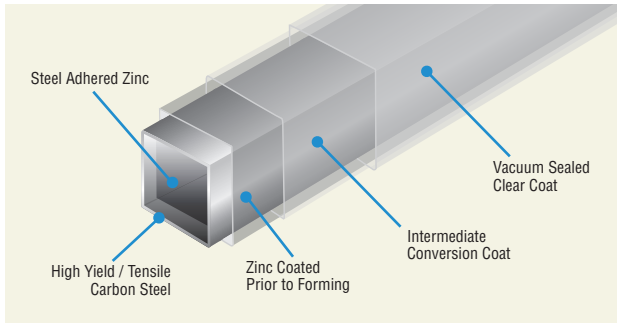 Steel Adhered Zinc
Vacuum Sealed
Clear Coat
Intermediate
Conversion Coat
Zinc Coated
Prior to Forming
High Yield / Tensile
Carbon Steel